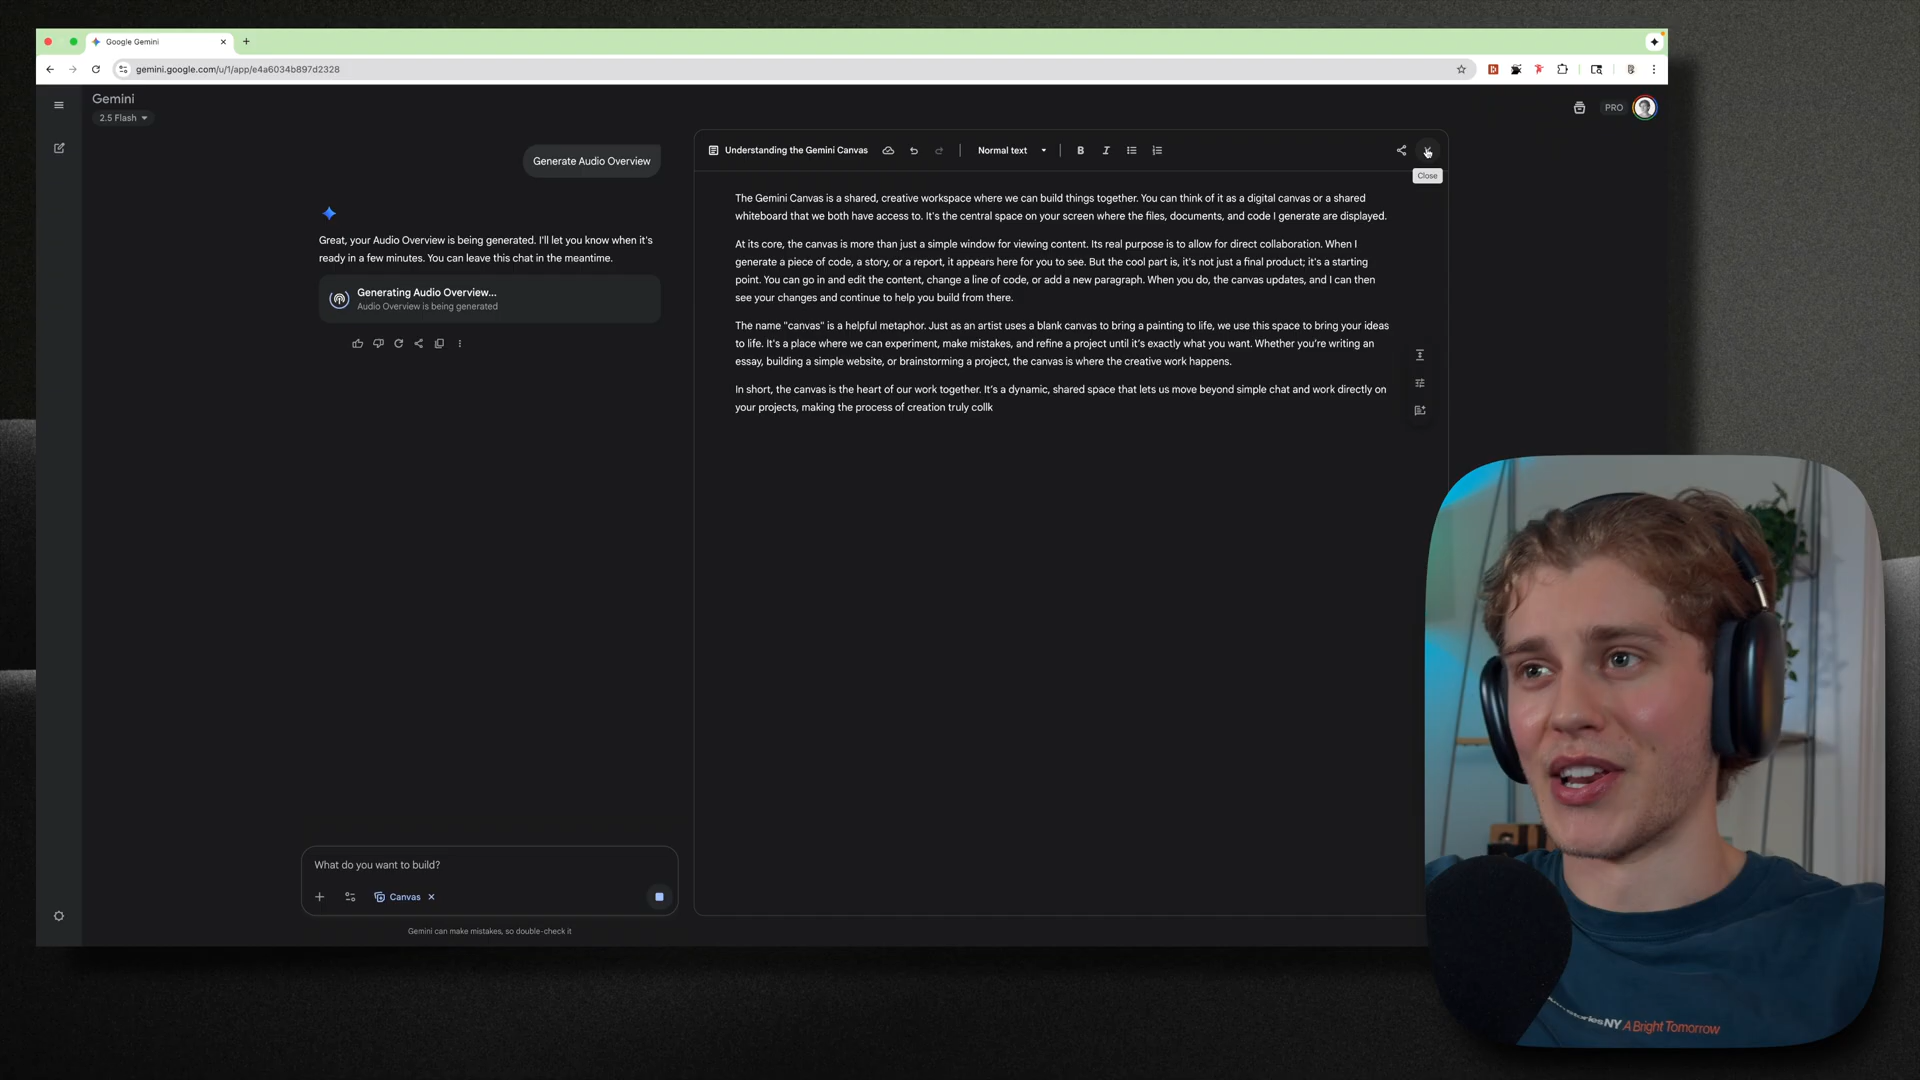 Google Gemini
gemini.google.com/u/1/app/e4a6034b897d2328
Gemini
2.5 Flash
PRO
Generate Audio Overview
Great, your Audio Overview is being generated. I'll let you know when it's
ready in a few minutes. You can leave this chat in the meantime.
Generating Audio Overview...
Audio Overview is being generated
What do you want to build?
Canvas
Gemini can make mistakes, so double-check it
Understanding the Gemini Canvas
Normal text
B
I
Close
The Gemini Canvas is a shared, creative workspace where we can build things together. You can think of it as a digital canvas or a shared
whiteboard that we both have access to. It's the central space on your screen where the files, documents, and code I generate are displayed.
At its core, the canvas is more than just a simple window for viewing content. Its real purpose is to allow for direct collaboration. When I
generate a piece of code, a story, or a report, it appears here for you to see. But the cool part is, it's not just a final product; it's a starting
point. You can go in and edit the content, change a line of code, or add a new paragraph. When you do, the canvas updates, and I can then
see your changes and continue to help you build from there.
The name "canvas" is a helpful metaphor. Just as an artist uses a blank canvas to bring a painting to life, we use this space to bring your ideas
to life. It's a place where we can experiment, make mistakes, and refine a project until it's exactly what you want. Whether you're writing an
essay, building a simple website, or brainstorming a project, the canvas is where the creative work happens.
In short, the canvas is the heart of our work together. It's a dynamic, shared space that lets us move beyond simple chat and work directly on
your projects, making the process of creation truly collk
NY A Bright Tomorrow